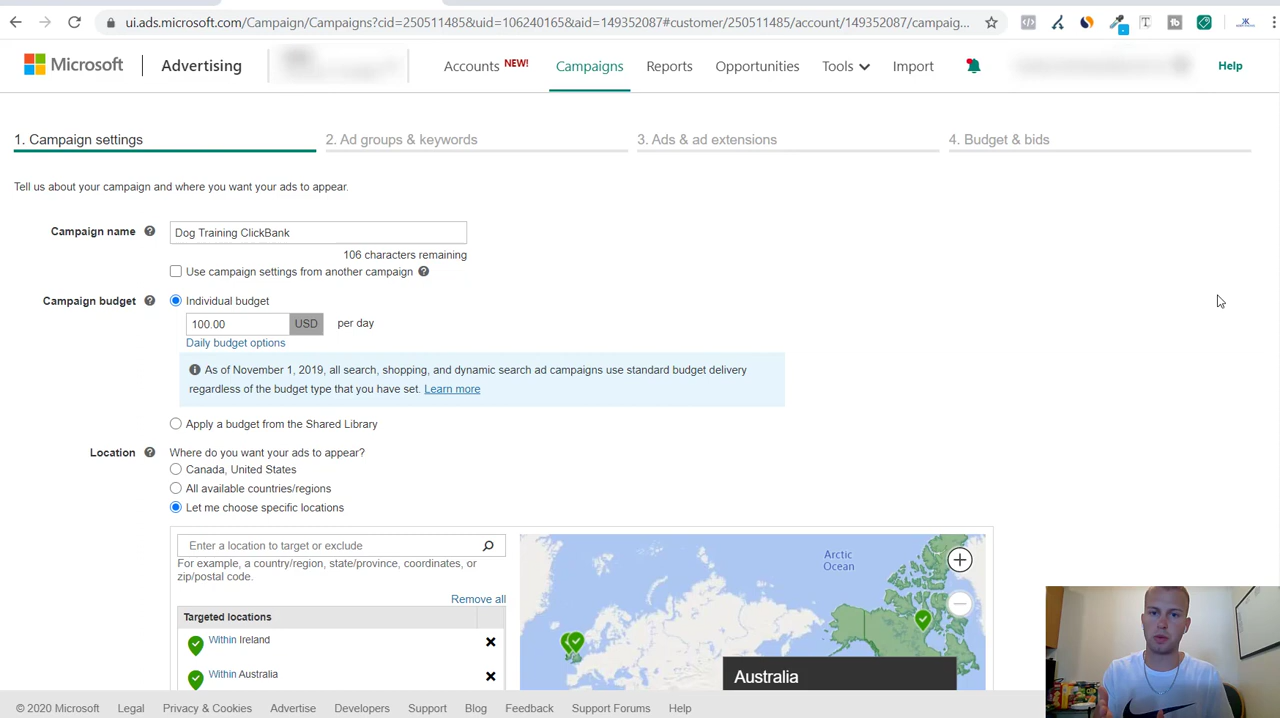 ui.ads.microsoft.com/Campaign/Campaigns?cid=250511485&uid=106240165&aid=149352087#customer/250511485/account/149352087/campaig...
Microsoft Advertising
Accounts NEW! Campaigns Reports Opportunities Tools Import Help
1. Campaign settings 2. Ad groups & keywords 3. Ads & ad extensions 4. Budget & bids
Tell us about your campaign and where you want your ads to appear.
Campaign name ? Dog Training ClickBank
106 characters remaining
Use campaign settings from another campaign ?
Campaign budget ? Individual budget
100.00 USD per day
Daily budget options
As of November 1, 2019, all search, shopping, and dynamic search ad campaigns use standard budget delivery
regardless of the budget type that you have set. Learn more
Apply a budget from the Shared Library
Location ? Where do you want your ads to appear?
Canada, United States
All available countries/regions
Let me choose specific locations
Enter a location to target or exclude
For example, a country/region, state/province, coordinates, or
zip/postal code.
Remove all
Targeted locations
Within Ireland
Within Australia
Arctic
Ocean
Australia
© 2020 Microsoft Legal Privacy & Cookies Advertise Support Blog Feedback Support Forums Help